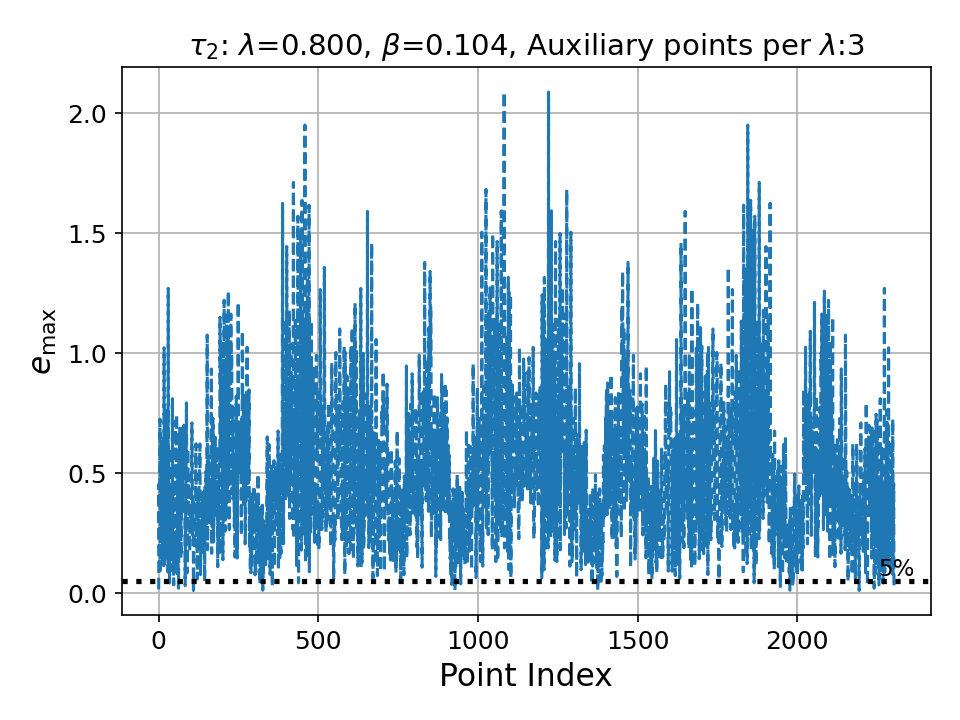 τ₂: λ=0.800, β=0.104, Auxiliary points per λ:3
2.0
1.5
1.0
0.5
0.0
e_max
5%
0 500 1000 1500 2000
Point Index